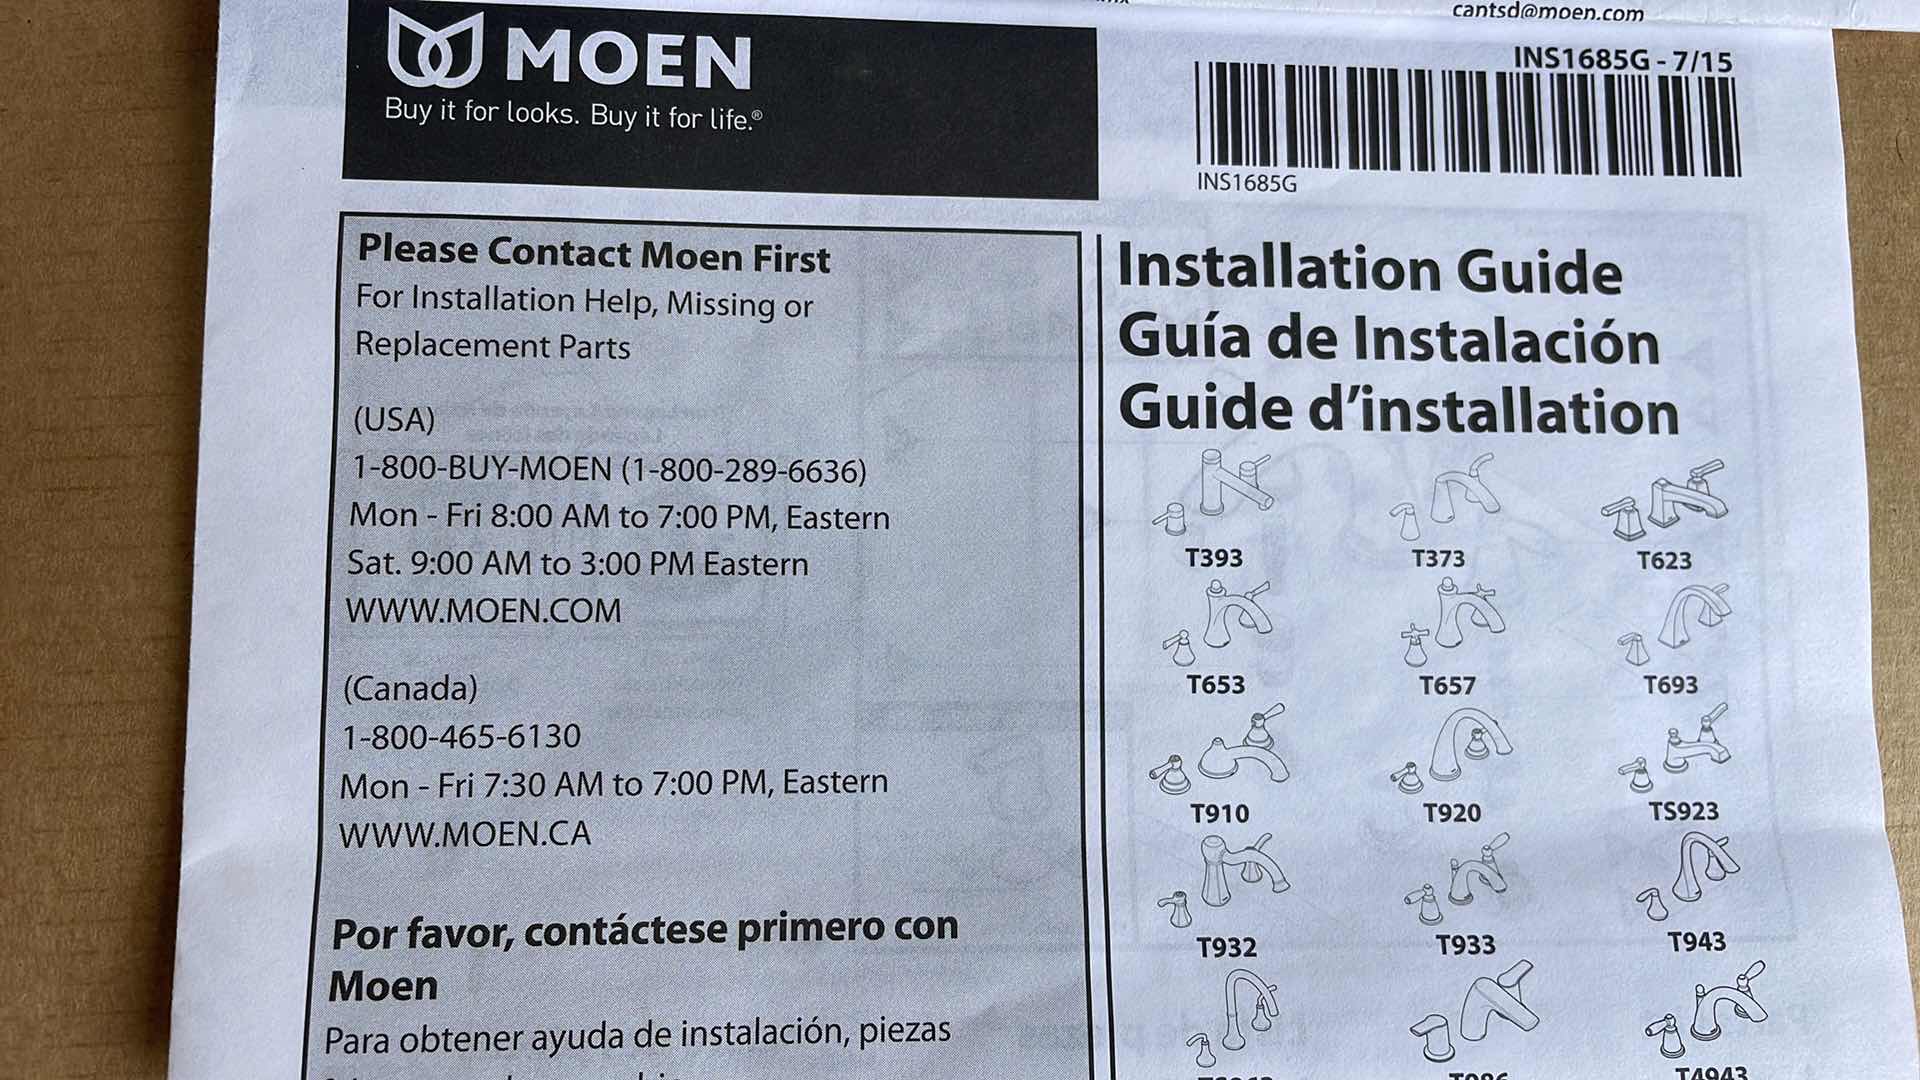 cantsd@moen.com
MOEN
Buy it for looks. Buy it for life.®
INS1685G - 7/15
INS1685G
Please Contact Moen First
For Installation Help, Missing or
Replacement Parts
(USA)
1-800-BUY-MOEN (1-800-289-6636)
Mon - Fri 8:00 AM to 7:00 PM, Eastern
Sat. 9:00 AM to 3:00 PM Eastern
WWW.MOEN.COM
(Canada)
1-800-465-6130
Mon - Fri 7:30 AM to 7:00 PM, Eastern
WWW.MOEN.CA
Por favor, contáctese primero con
Moen
Para obtener ayuda de instalación, piezas
Installation Guide
Guía de Instalación
Guide d’installation
T393 T373 T623
T653 T657 T693
T910 T920 TS923
T932 T933 T943
T986 T4943